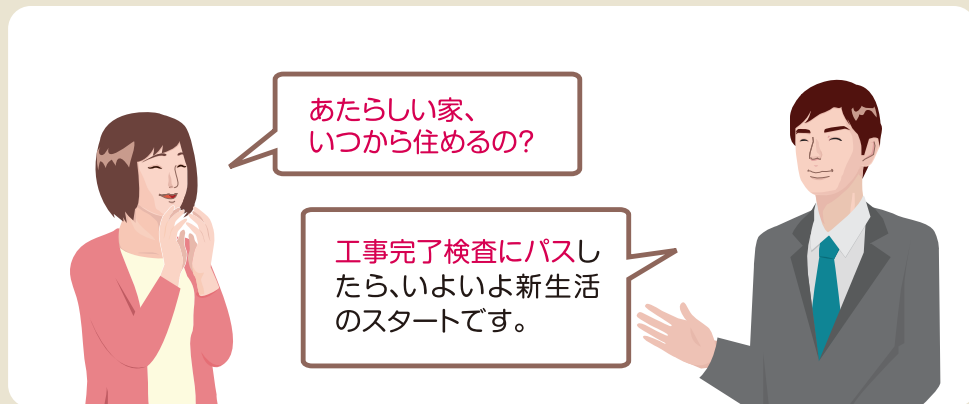 あたらしい家、
いつから住めるの?
工事完了検査にパスし
たら、いよいよ新生活
のスタートです。